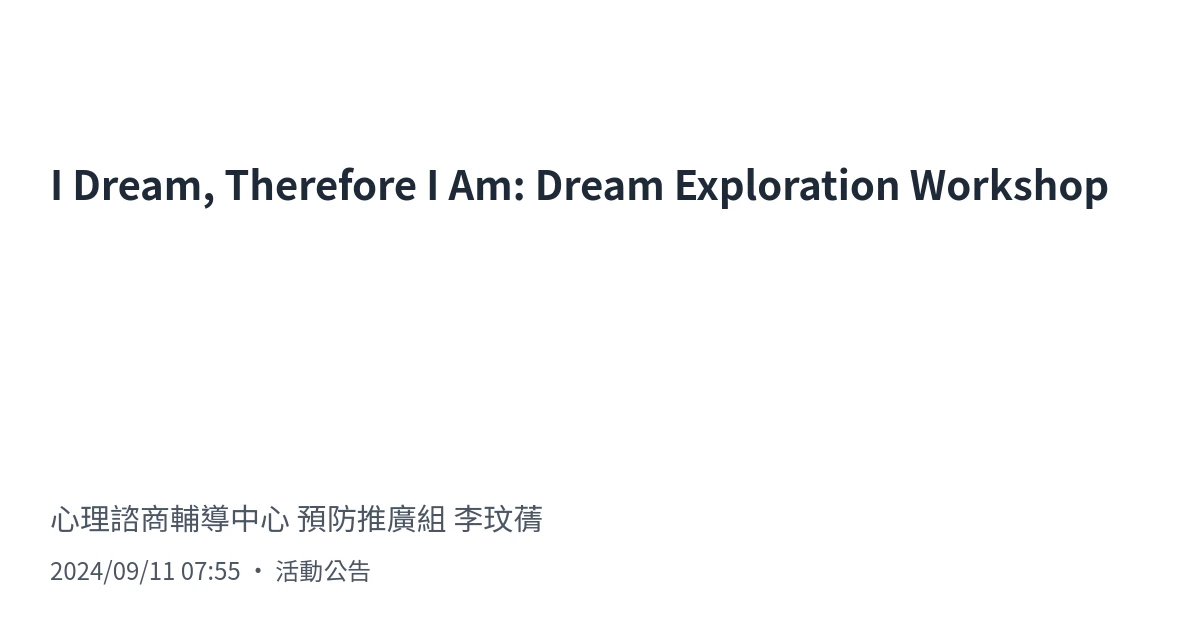 I Dream, Therefore I Am: Dream Exploration Workshop
心理諮商輔導中心 預防推廣組 李玟蒨
2024/09/11 07:55 • 活動公告